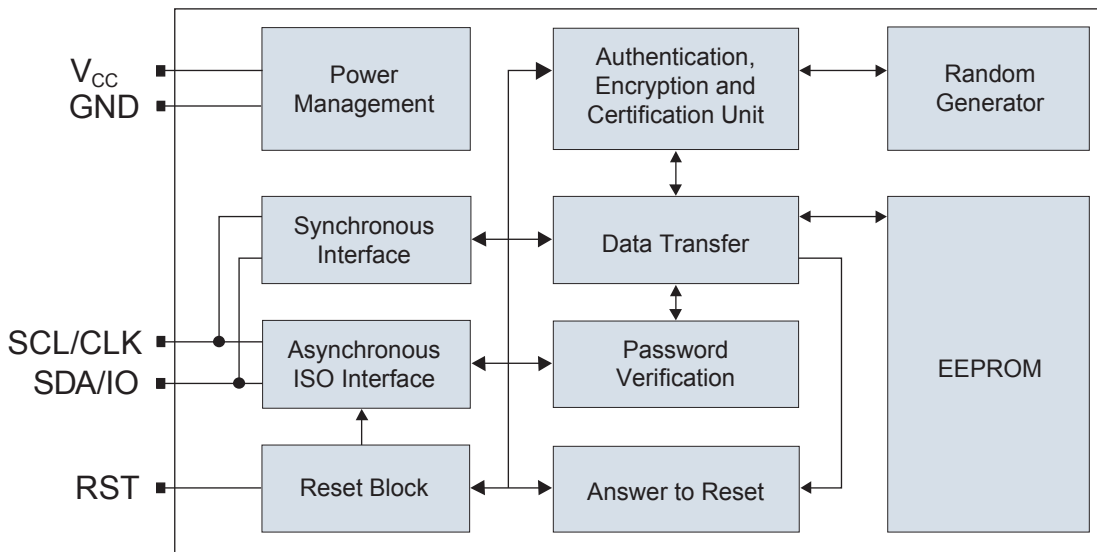 V_CC
GND
Power
Management
Authentication,
Encryption and
Certification Unit
Random
Generator
Synchronous
Interface
Data Transfer
SCL/CLK
SDA/IO
Asynchronous
ISO Interface
Password
Verification
EEPROM
RST
Reset Block
Answer to Reset